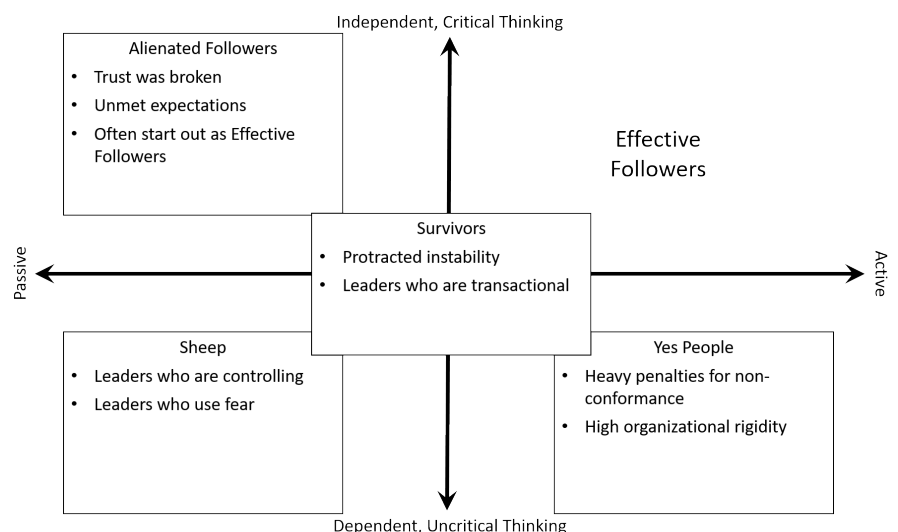 Independent, Critical Thinking
Alienated Followers
• Trust was broken
• Unmet expectations
• Often start out as Effective
Followers
Effective
Followers
Survivors
• Protracted instability
• Leaders who are transactional
Passive
Active
Sheep
• Leaders who are controlling
• Leaders who use fear
Yes People
• Heavy penalties for non-
conformance
• High organizational rigidity
Dependent, Uncritical Thinking